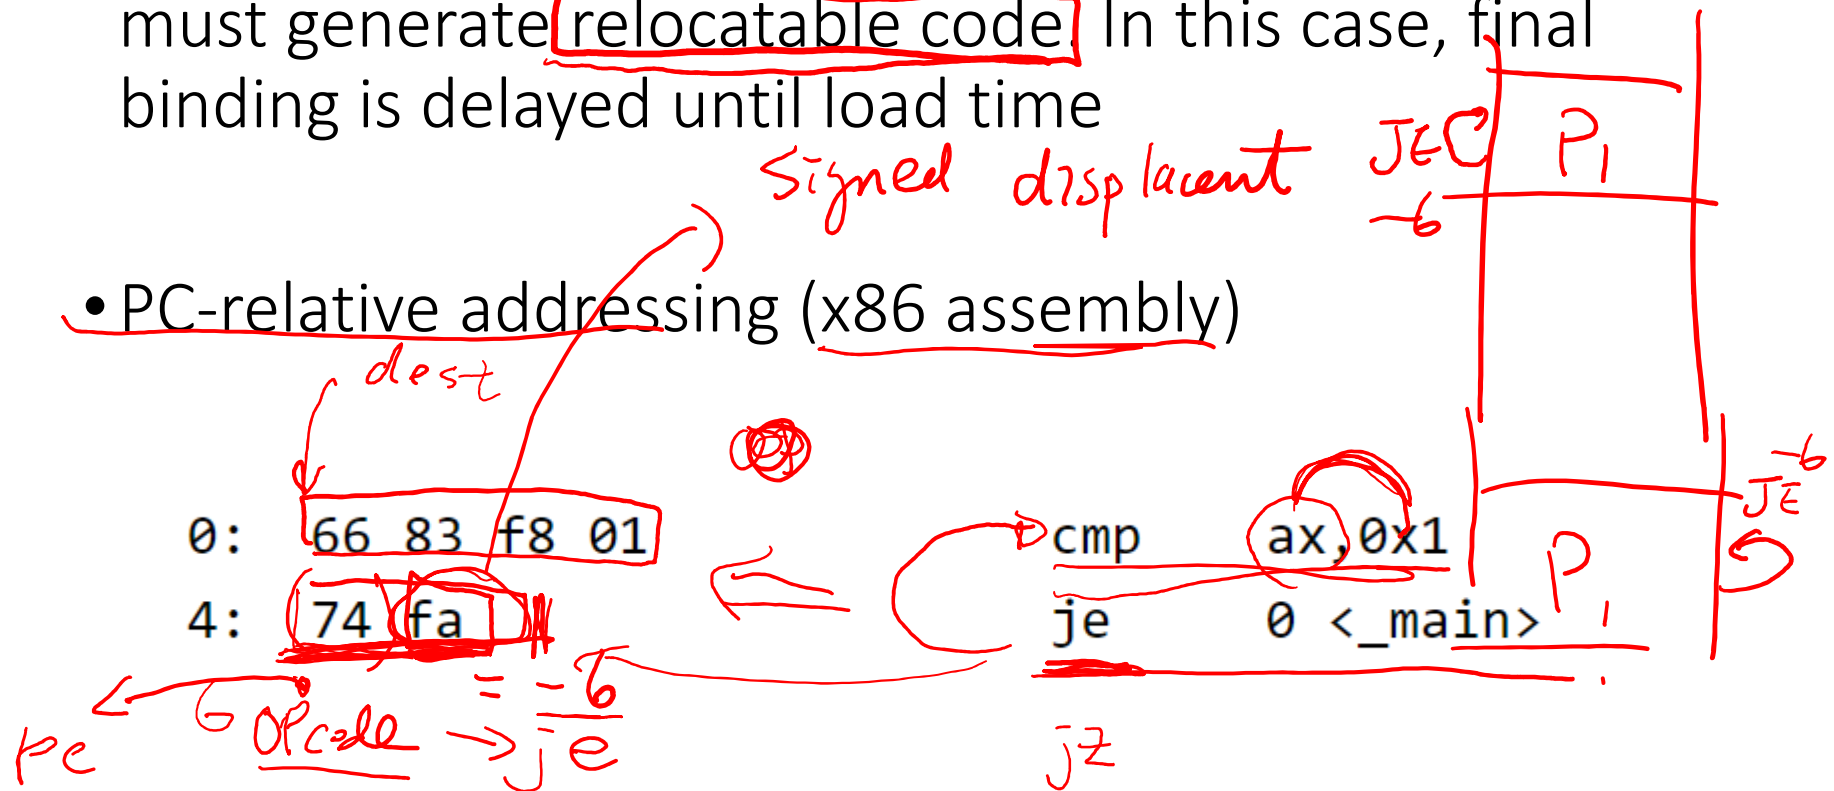 must generate relocatable code. In this case, final
binding is delayed until load time
signed displacent
JE
P1
-6
• PC-relative addressing (x86 assembly)
dest
-6
JE
0: 66 83 f8 01 cmp ax,0x1
P1
4: 74 fa je 0 <_main>
= -6
6
pc
OPcode → je
jz